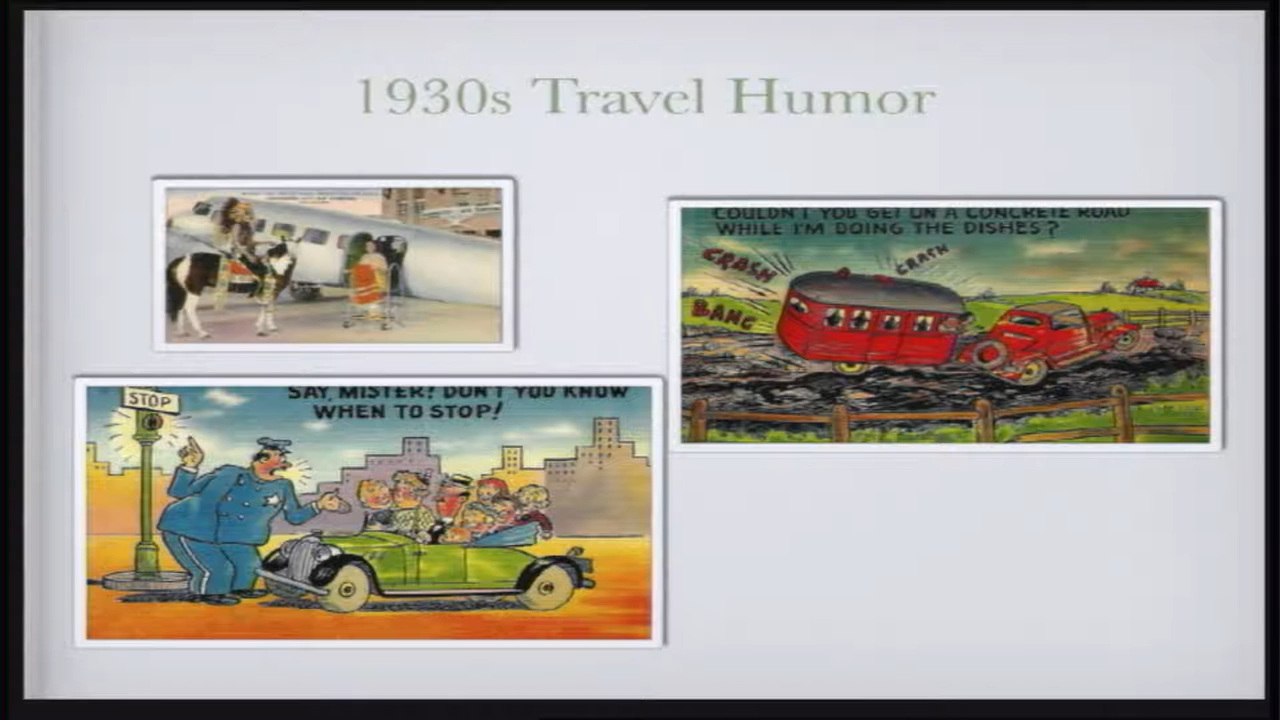 1930s Travel Humor
COULDN'T YOU GET ON A CONCRETE ROAD
WHILE I'M DOING THE DISHES?
CRASH
CRASH
BANG
SAY, MISTER! DON'T YOU KNOW
WHEN TO STOP!
STOP